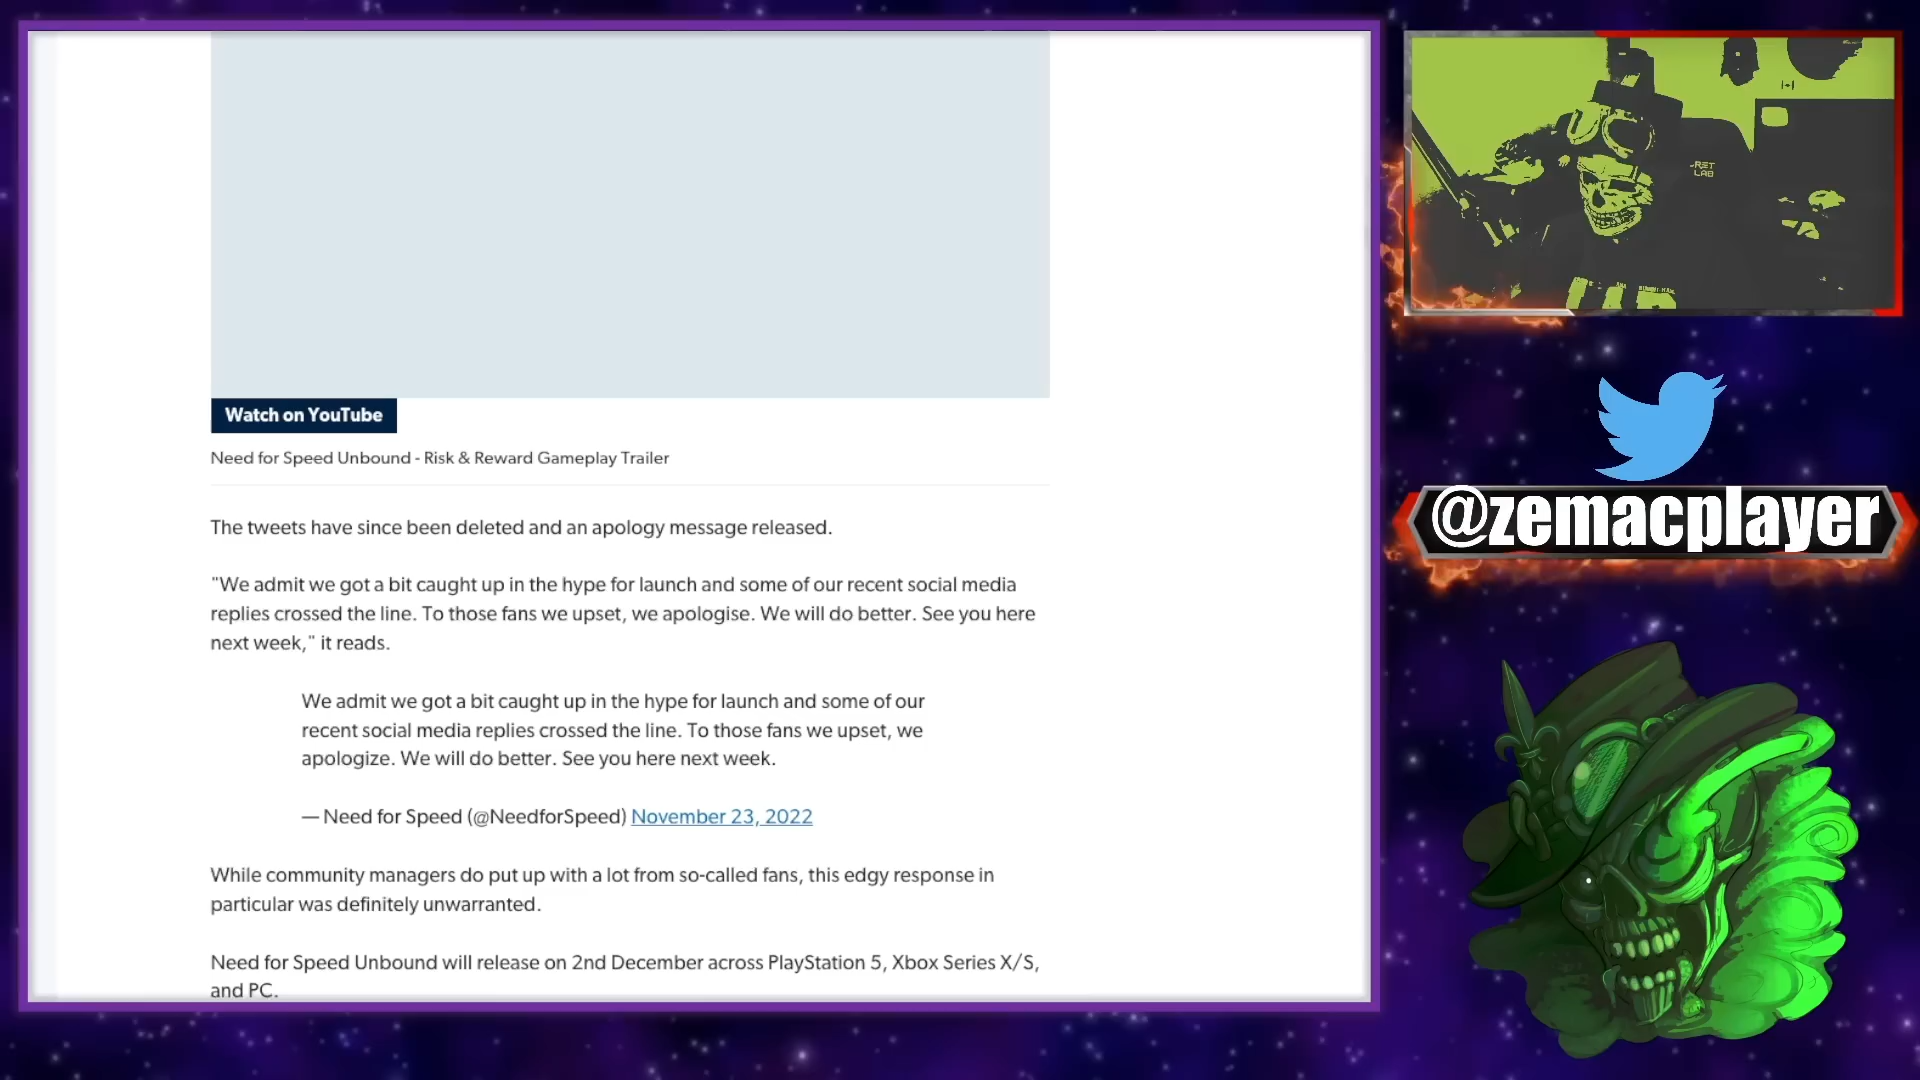 Watch on YouTube
Need for Speed Unbound - Risk & Reward Gameplay Trailer
The tweets have since been deleted and an apology message released.
"We admit we got a bit caught up in the hype for launch and some of our recent social media
replies crossed the line. To those fans we upset, we apologise. We will do better. See you here
next week," it reads.
We admit we got a bit caught up in the hype for launch and some of our
recent social media replies crossed the line. To those fans we upset, we
apologize. We will do better. See you here next week.
— Need for Speed (@NeedforSpeed) November 23, 2022
While community managers do put up with a lot from so-called fans, this edgy response in
particular was definitely unwarranted.
Need for Speed Unbound will release on 2nd December across PlayStation 5, Xbox Series X/S,
and PC.
@zemacplayer